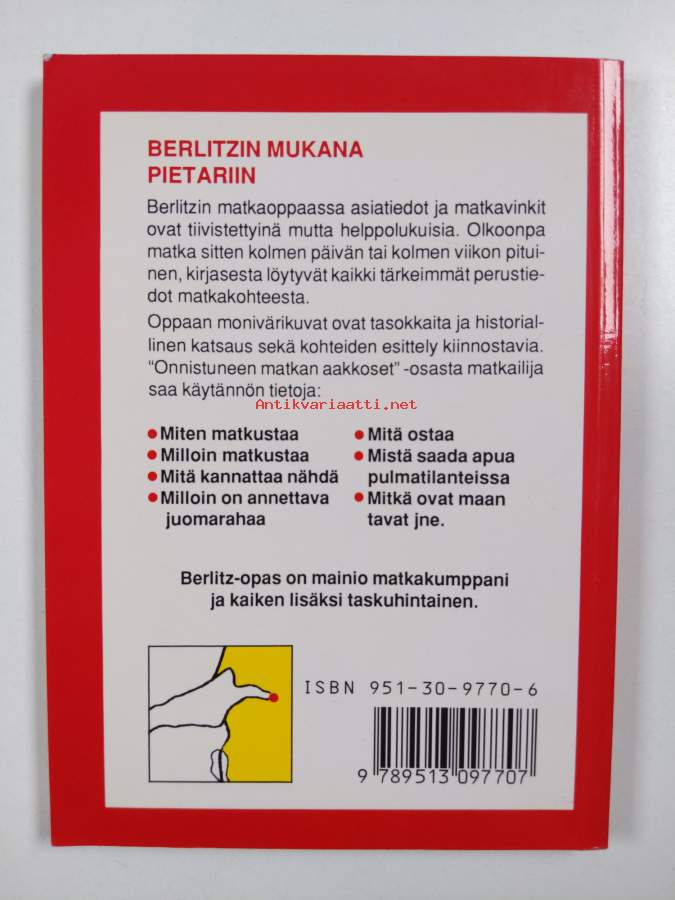 BERLITZIN MUKANA
PIETARIIN
Berlitzin matkaoppaassa asiatiedot ja matkavinkit
ovat tiivistettyinä mutta helppolukuisia. Olkoonpa
matka sitten kolmen päivän tai kolmen viikon pitui-
nen, kirjasesta löytyvät kaikki tärkeimmät perustie-
dot matkakohteesta.
Oppaan monivärikuvat ovat tasokkaita ja historial-
linen katsaus sekä kohteiden esittely kiinnostavia.
"Onnistuneen matkan aakkoset" -osasta matkailija
saa käytännön tietoja:
Antikvariaatti.net
• Miten matkustaa
• Milloin matkustaa
• Mitä kannattaa nähdä
• Milloin on annettava
juomarahaa
• Mitä ostaa
• Mistä saada apua
pulmatilanteissa
• Mitkä ovat maan
tavat jne.
Berlitz-opas on mainio matkakumppani
ja kaiken lisäksi taskuhintainen.
ISBN 951-30-9770-6
9 789513 097707